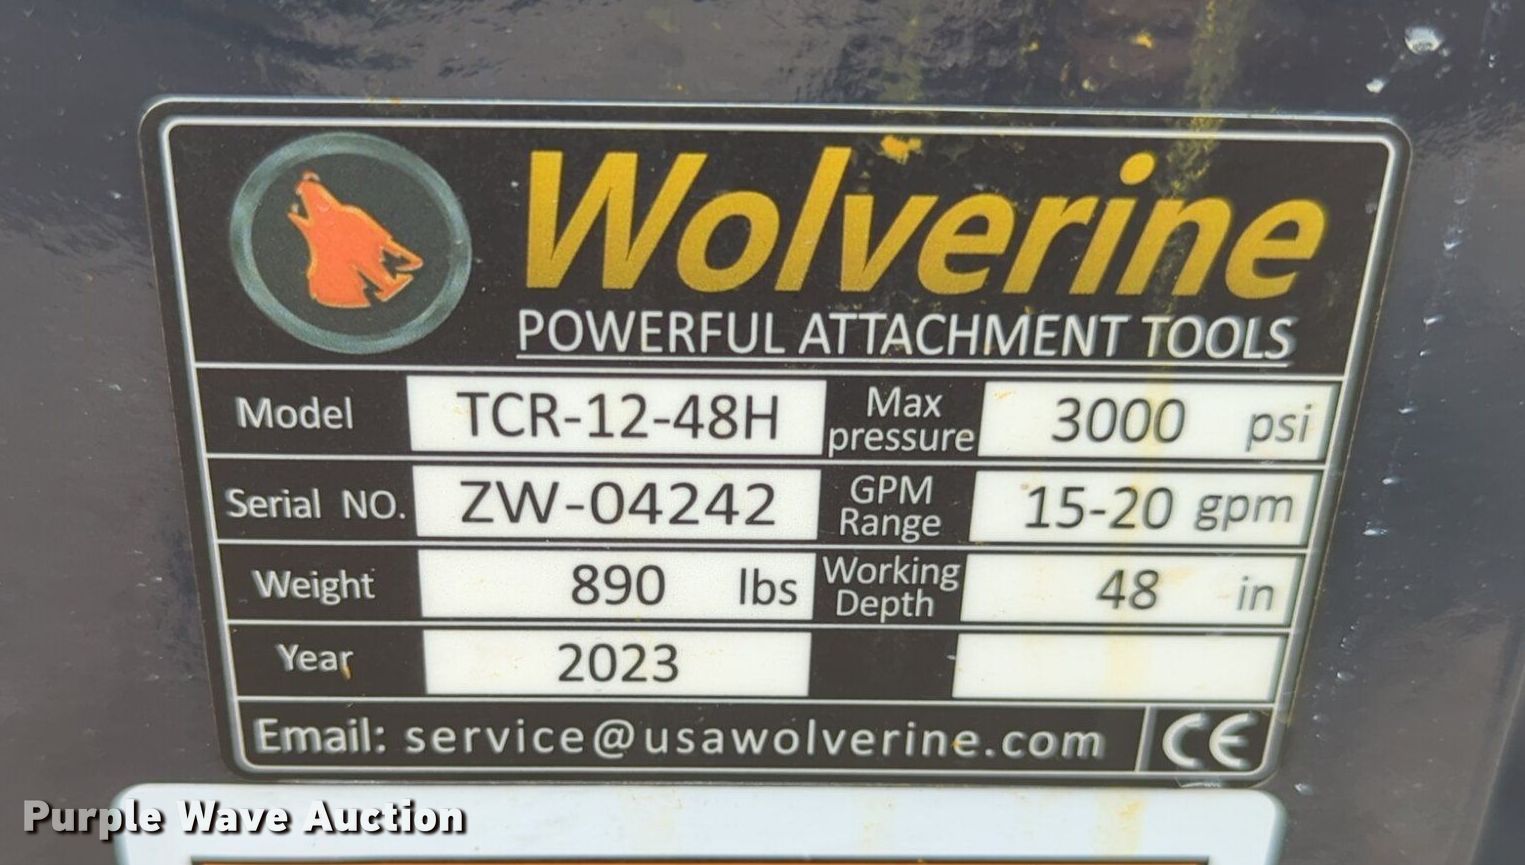 Wolverine
POWERFUL ATTACHMENT TOOLS
Model TCR-12-48H Max pressure 3000 psi
Serial NO. ZW-04242 GPM Range 15-20 gpm
Weight 890 lbs Working Depth 48 in
Year 2023
Email: service@usawolverine.com CE
Purple Wave Auction